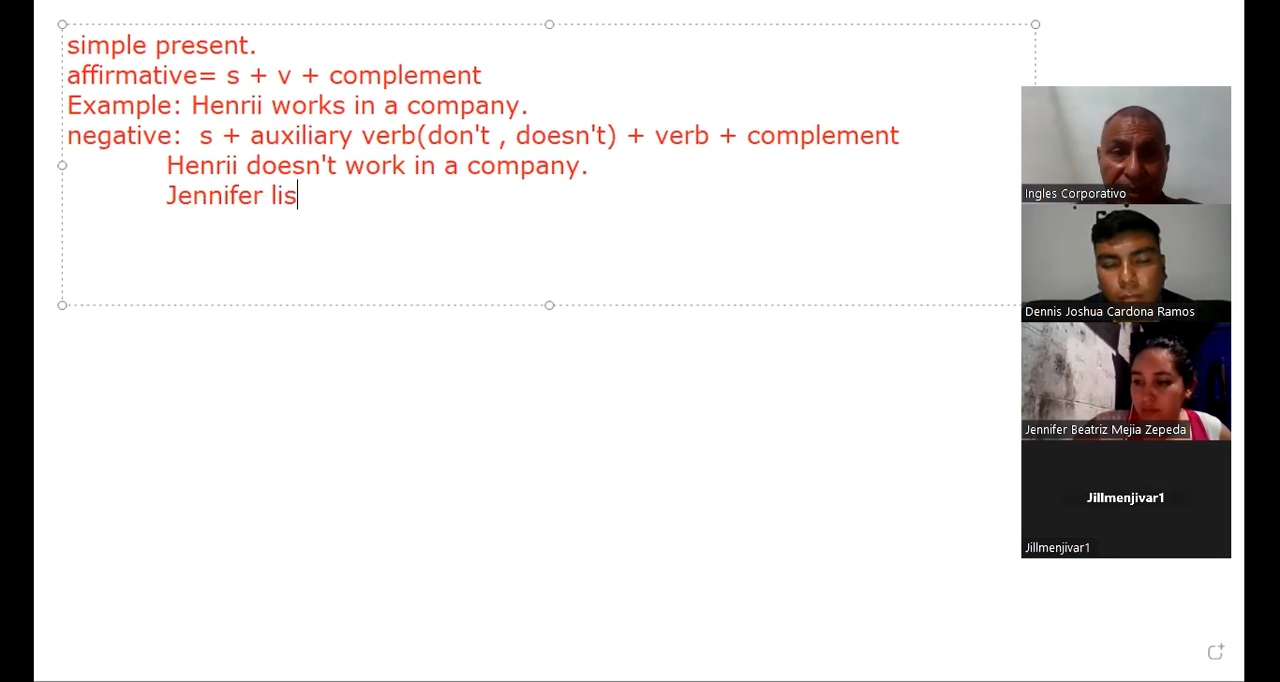 simple present.
affirmative= s + v + complement
Example: Henrii works in a company.
negative:  s + auxiliary verb(don't , doesn't) + verb + complement
Henrii doesn't work in a company.
Jennifer lis
Ingles Corporativo
Dennis Joshua Cardona Ramos
Jennifer Beatriz Mejia Zepeda
Jillmenjivar1
Jillmenjivar1